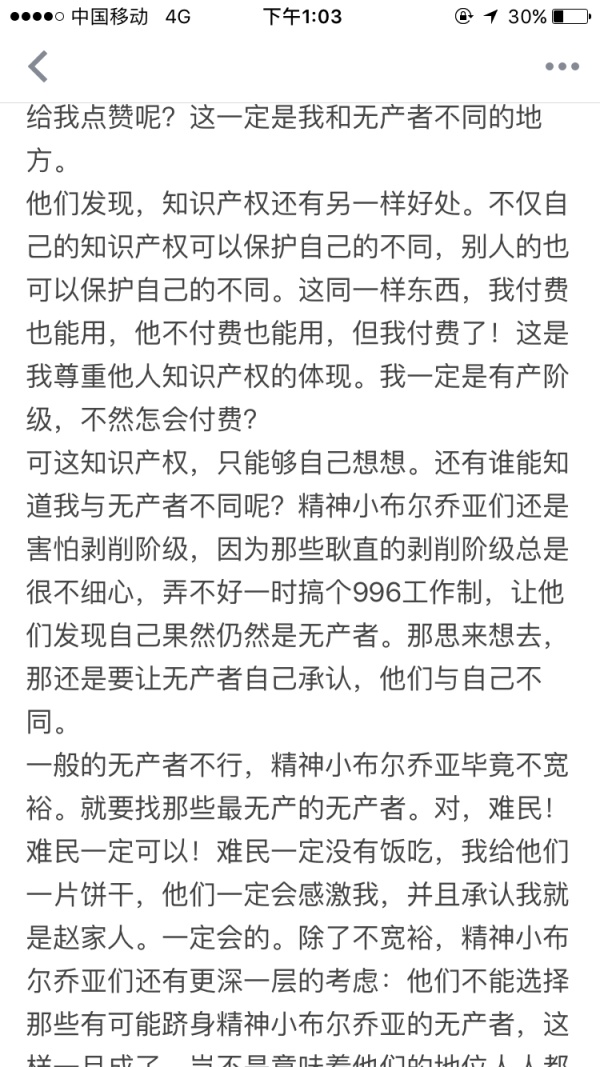 中国移动 4G 下午1:03 30%
给我点赞呢？这一定是我和无产者不同的地
方。
他们发现，知识产权还有另一样好处。不仅自
己的知识产权可以保护自己的不同，别人的也
可以保护自己的不同。这同一样东西，我付费
也能用，他不付费也能用，但我付费了！这是
我尊重他人知识产权的体现。我一定是有产阶
级，不然怎会付费？
可这知识产权，只能够自己想想。还有谁能知
道我与无产者不同呢？精神小布尔乔亚们还是
害怕剥削阶级，因为那些耿直的剥削阶级总是
很不细心，弄不好一时搞个996工作制，让他
们发现自己果然仍然是无产者。那思来想去，
那还是要让无产者自己承认，他们与自己不
同。
一般的无产者不行，精神小布尔乔亚毕竟不宽
裕。就要找那些最无产的无产者。对，难民！
难民一定可以！难民一定没有饭吃，我给他们
一片饼干，他们一定会感激我，并且承认我就
是赵家人。一定会的。除了不宽裕，精神小布
尔乔亚们还有更深一层的考虑：他们不能选择
那些有可能跻身精神小布尔乔亚的无产者，这
样一旦成了，岂不是意味着他们的地位人人都